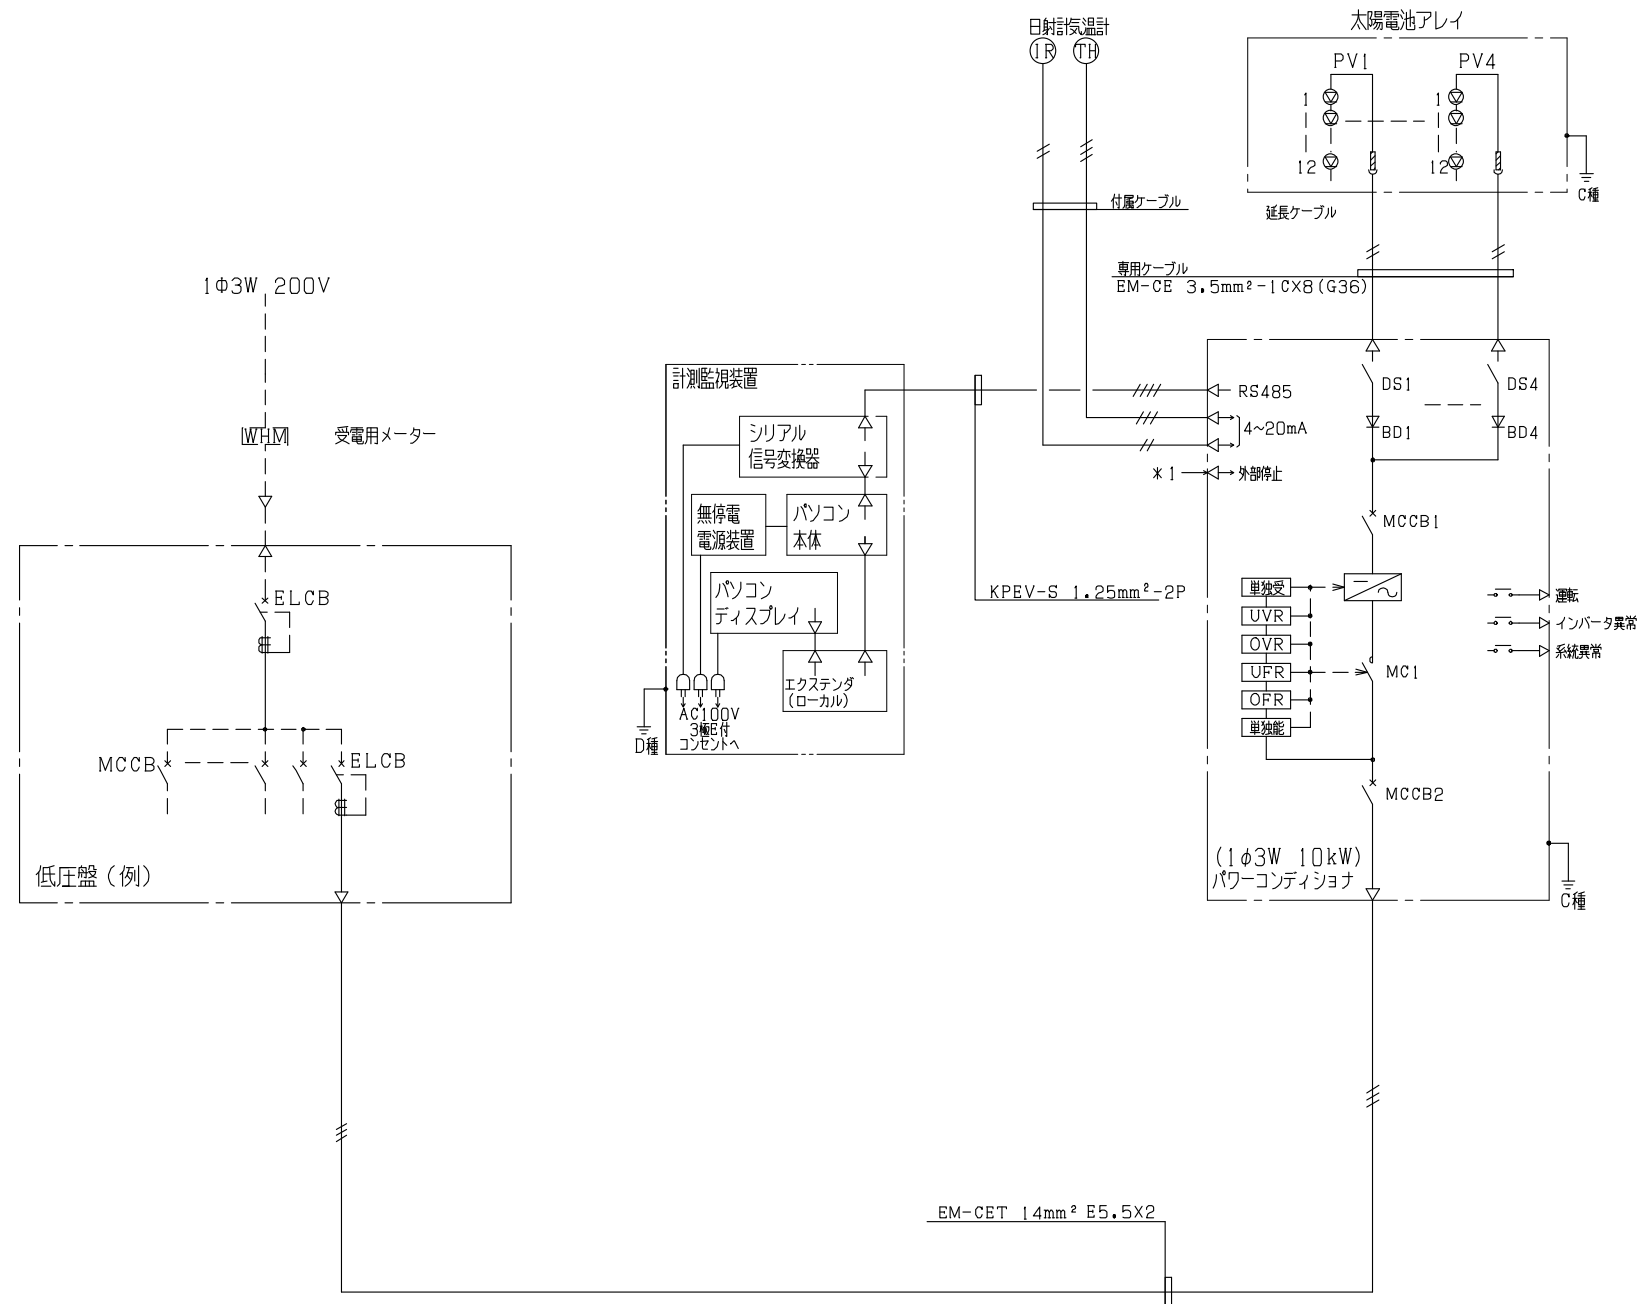 日射計 気温計
IR TH
太陽電池アレイ
PV1 PV4
1 1
12 12
C種
付属ケーブル
延長ケーブル
専用ケーブル
EM-CE 3.5mm²-1C×8(G36)
1Φ3W 200V
WHM 受電用メーター
ELCB
MCCB ELCB
低圧盤(例)
計測監視装置
シリアル
信号変換器
無停電
電源装置
パソコン
本体
パソコン
ディスプレイ
エクステンダ
(ローカル)
AC100V
3極E付
コンセントへ
D種
KPEV-S 1.25mm²-2P
RS485
4~20mA
*1 外部停止
DS1 DS4
BD1 BD4
MCCB1
単独受
UVR
OVR
UFR
OFR
単独能
MC1
MCCB2
運転
インバータ異常
系統異常
(1φ3W 10kW)
パワーコンディショナ
C種
EM-CET 14mm² E5.5X2